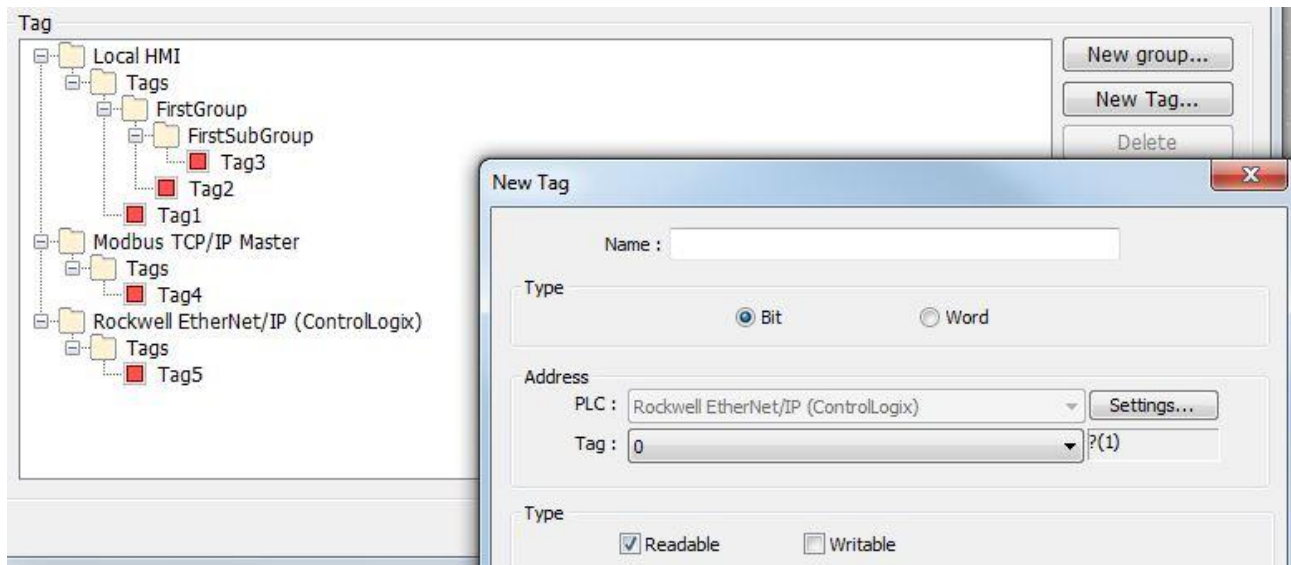 Tag
Local HMI
Tags
FirstGroup
FirstSubGroup
Tag3
Tag2
Tag1
Modbus TCP/IP Master
Tags
Tag4
Rockwell EtherNet/IP (ControlLogix)
Tags
Tag5
New group...
New Tag...
Delete
New Tag
Name :
Type
Bit Word
Address
PLC : Rockwell EtherNet/IP (ControlLogix) Settings...
Tag : 0 ?(1)
Type
Readable Writable